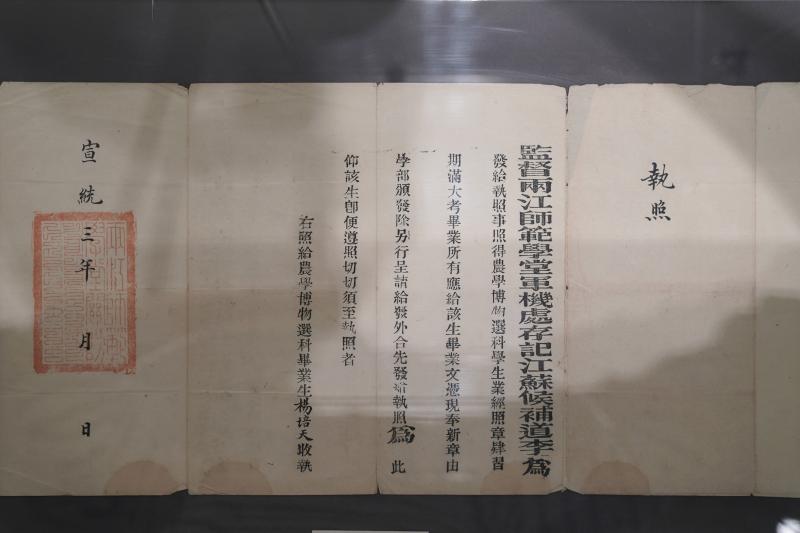 執照
監督兩江師範學堂軍機處存記江蘇候補道李 為
發給執照事照得農學博物選科學生業經照章肄習
期滿大考畢業所有應給該生畢業文憑現奉新章由
學部頒發除另行呈請給發外合先發給執照為此
仰該生卽便遵照切切須至執照者
右照給農學博物選科畢業生楊培天收執
宣統三年 月 日